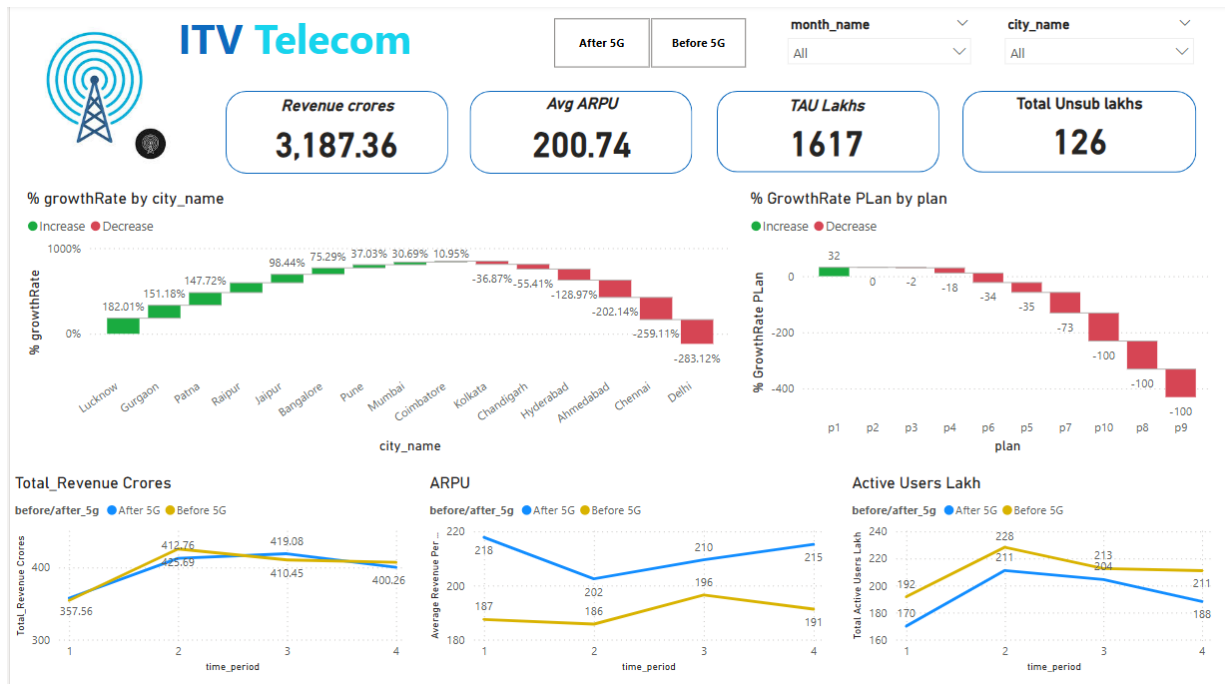 ITV Telecom
After 5G
Before 5G
month_name
All
city_name
All
Revenue crores
3,187.36
Avg ARPU
200.74
TAU Lakhs
1617
Total Unsub lakhs
126
% growthRate by city_name
Increase Decrease
% growthRate
1000%
0%
182.01%
151.18%
147.72%
98.44%
75.29%
37.03%
30.69%
10.95%
-36.87%
-55.41%
-128.97%
-202.14%
-259.11%
-283.12%
Lucknow
Gurgaon
Patna
Raipur
Jaipur
Bangalore
Pune
Mumbai
Coimbatore
Kolkata
Chandigarh
Hyderabad
Ahmedabad
Chennai
Delhi
city_name
% GrowthRate PLan by plan
Increase Decrease
% GrowthRate PLan
0
-200
-400
32
0
-2
-18
-34
-35
-73
-100
-100
-100
p1 p2 p3 p4 p6 p5 p7 p10 p8 p9
plan
Total_Revenue Crores
before/after_5g After 5G Before 5G
Total_Revenue Crores
400
300
357.56
412.76
425.69
419.08
410.45
400.26
1 2 3 4
time_period
ARPU
before/after_5g After 5G Before 5G
Average Revenue Per _
220
200
180
218
202
210
215
187
186
196
191
1 2 3 4
time_period
Active Users Lakh
before/after_5g After 5G Before 5G
Total Active Users Lakh
240
220
200
180
160
192
228
213
211
170
211
204
188
1 2 3 4
time_period